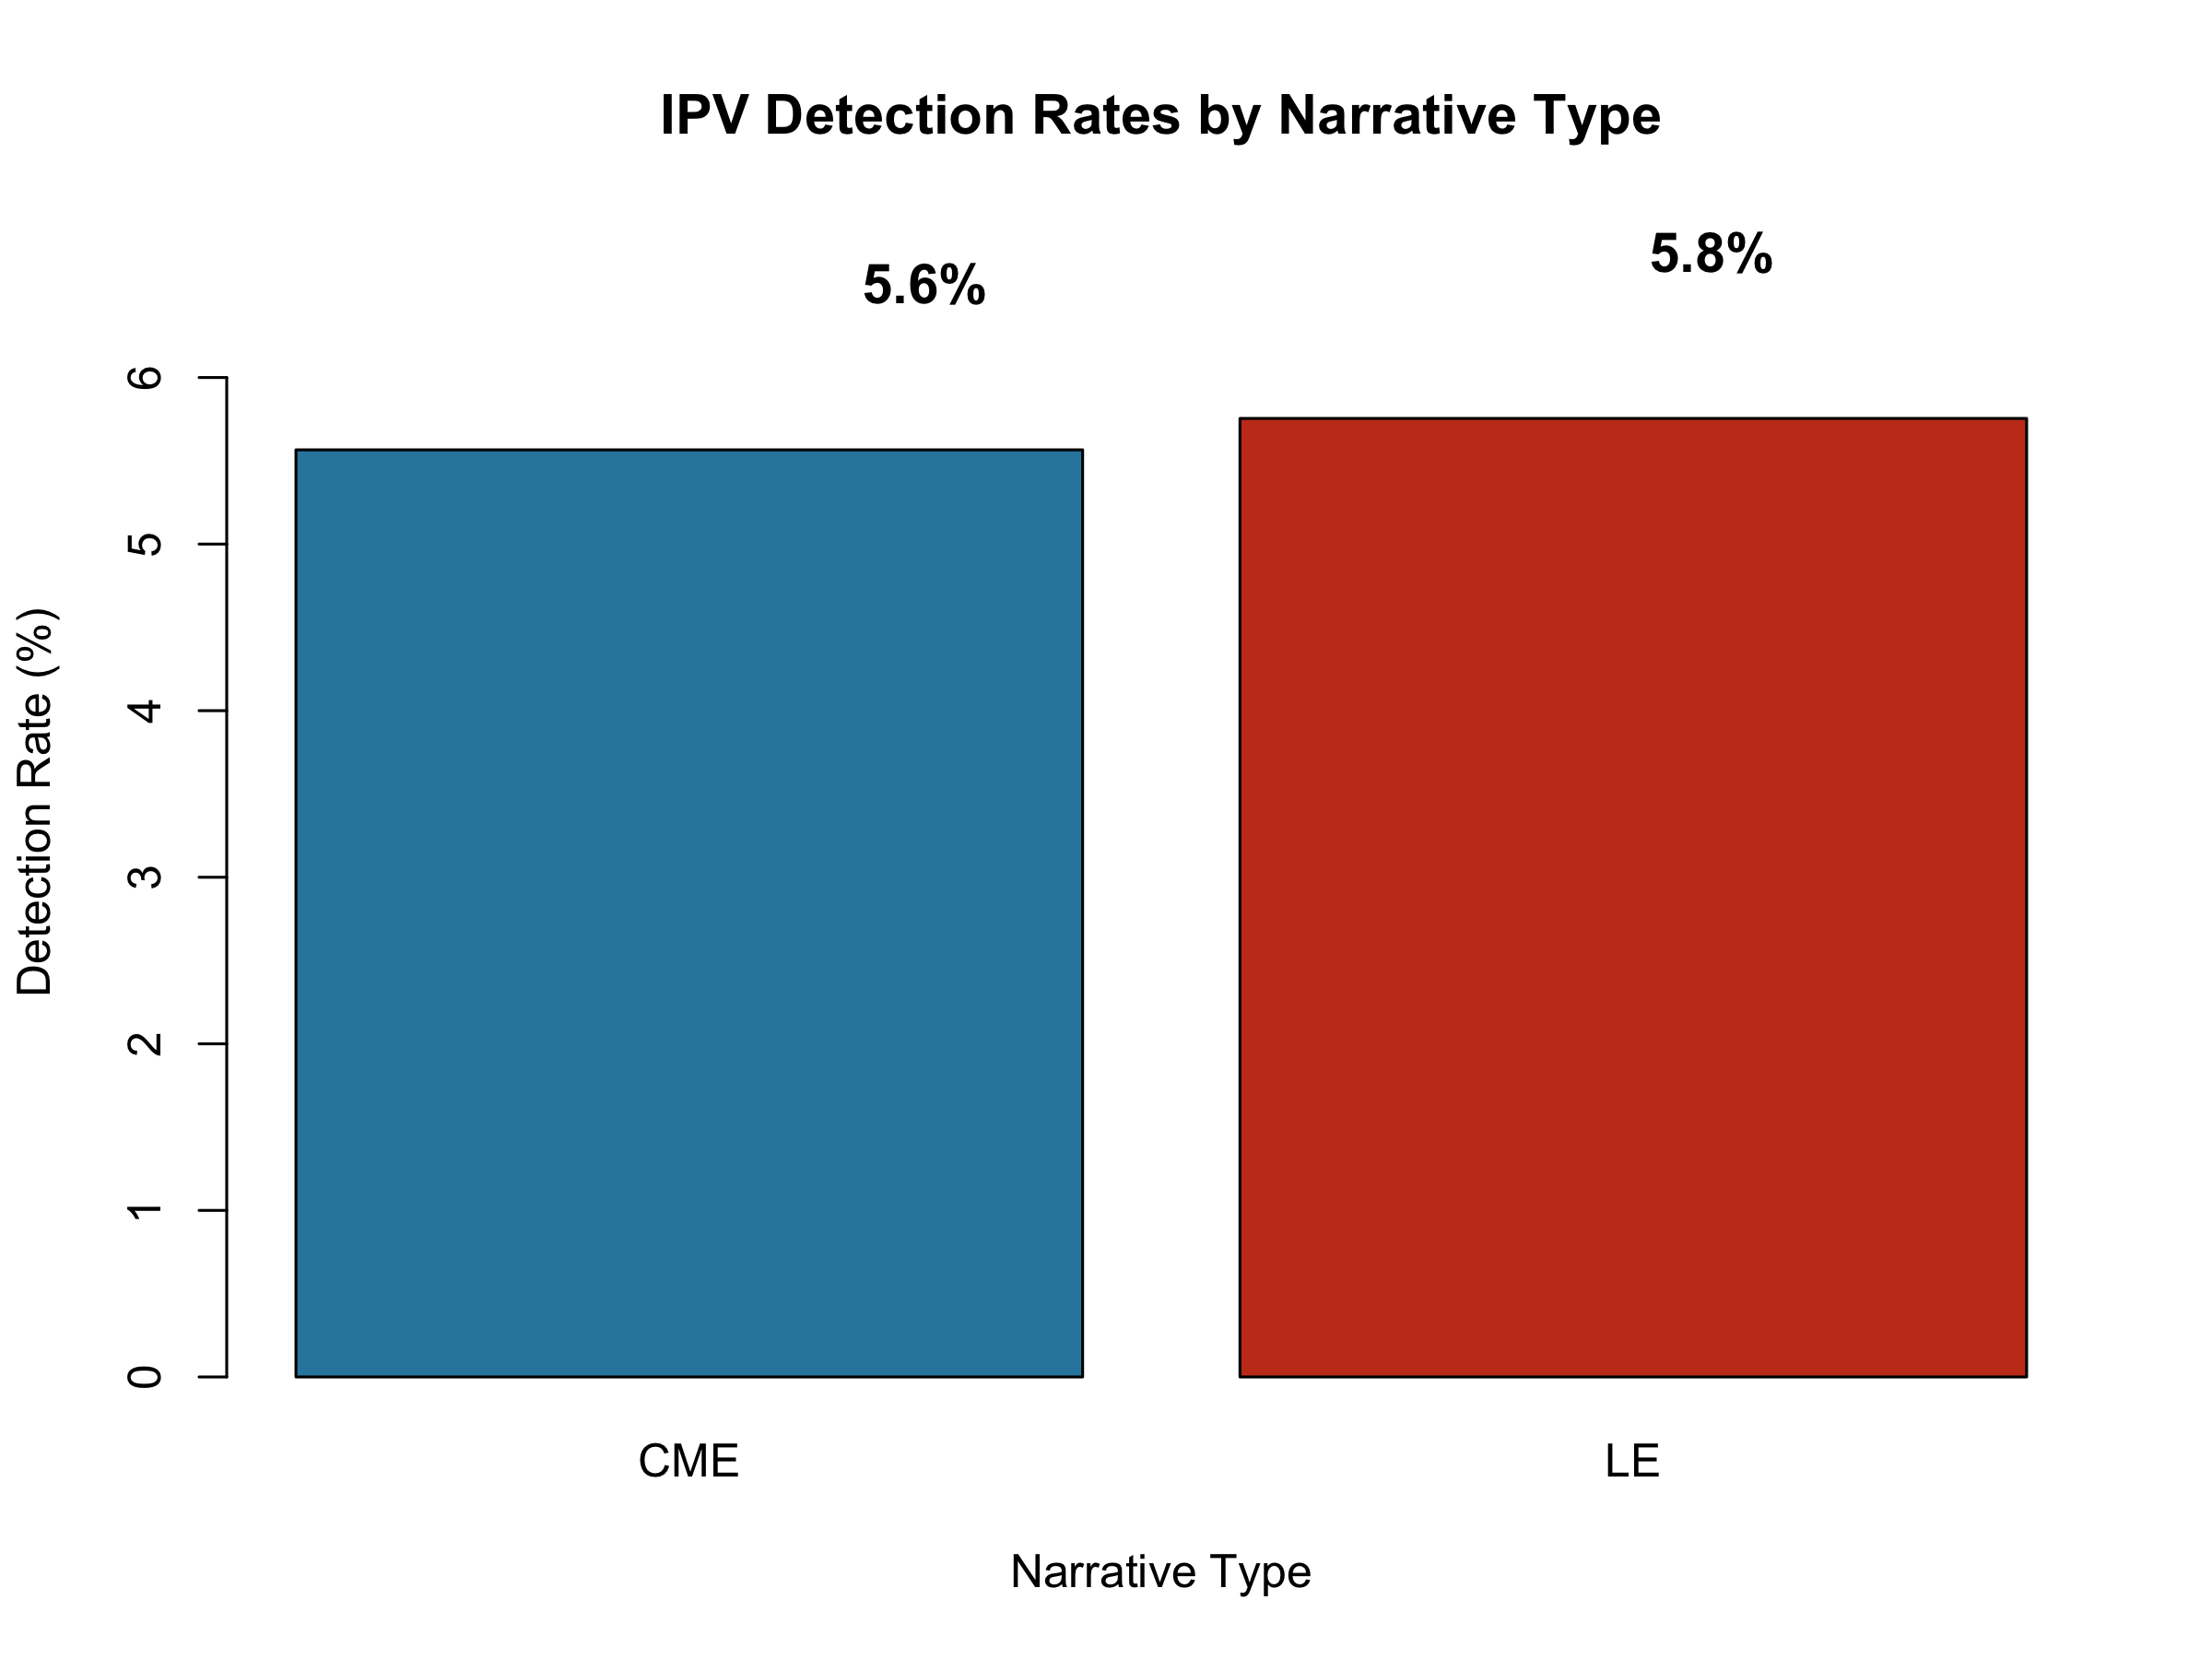 IPV Detection Rates by Narrative Type
5.6%
5.8%
Detection Rate (%)
6
5
4
3
2
1
0
CME
LE
Narrative Type